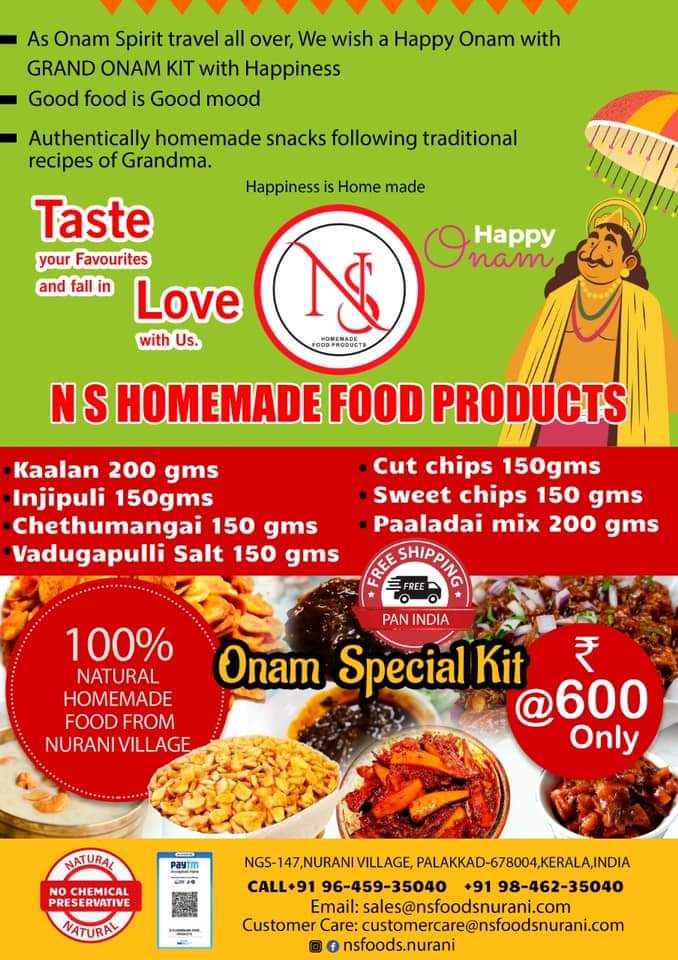 As Onam Spirit travel all over, We wish a Happy Onam with
GRAND ONAM KIT with Happiness
Good food is Good mood
Authentically homemade snacks following traditional
recipes of Grandma.
Happiness is Home made
Taste
your Favourites
and fall in
Love
with Us.
NS
HOMEMADE
FOOD PRODUCTS
Happy
Onam
N S HOMEMADE FOOD PRODUCTS
Kaalan 200 gms
Injipuli 150gms
Chethumangai 150 gms
Vadugapulli Salt 150 gms
Cut chips 150gms
Sweet chips 150 gms
Paaladai mix 200 gms
FREE SHIPPING
FREE
PAN INDIA
100%
NATURAL
HOMEMADE
FOOD FROM
NURANI VILLAGE
Onam Special Kit
₹
@600
Only
NATURAL
NO CHEMICAL
PRESERVATIVE
NATURAL
paytm
Accepted Here
N S HOMEMADE FOOD
PRODUCTS
NGS-147,NURANI VILLAGE, PALAKKAD-678004,KERALA,INDIA
CALL+91 96-459-35040 +91 98-462-35040
Email: sales@nsfoodsnurani.com
Customer Care: customercare@nsfoodsnurani.com
nsfoods.nurani